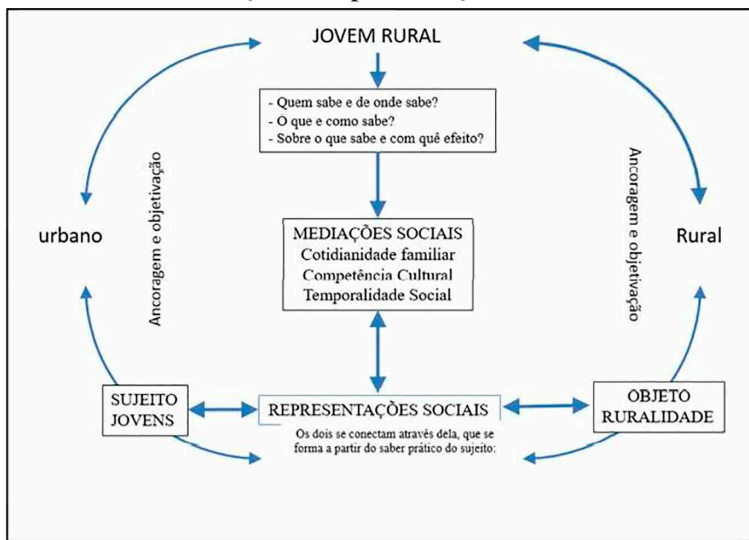 JOVEM RURAL
- Quem sabe e de onde sabe?
- O que e como sabe?
- Sobre o que sabe e com quê efeito?
Ancoragem e objetivação
Ancoragem e objetivação
urbano
MEDIAÇÕES SOCIAIS
Cotidianidade familiar
Competência Cultural
Temporalidade Social
Rural
SUJEITO
JOVENS
REPRESENTAÇÕES SOCIAIS
OBJETO
RURALIDADE
Os dois se conectam através dela, que se
forma a partir do saber prático do sujeito: